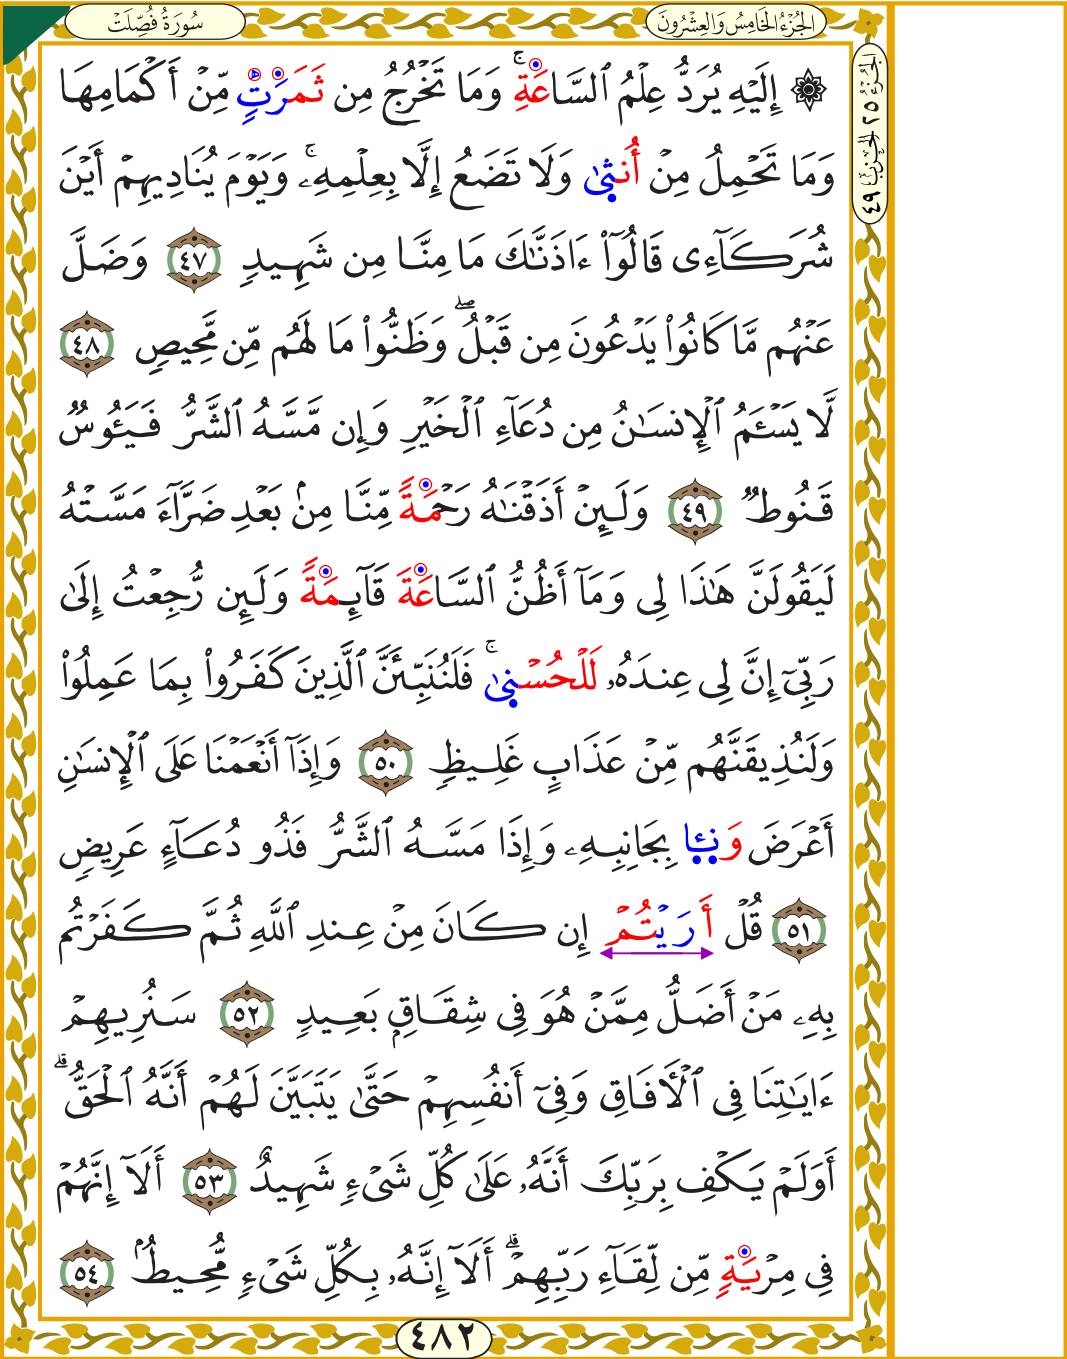 سُورَةُ فُصِّلَتْ
الجُزْءُ الخَامِسُ وَالعِشْرُونَ
الجُزْءُ ٢٥ الحِزْبُ ٤٩
۞ إِلَيْهِ يُرَدُّ عِلْمُ ٱلسَّاعَةِۚ وَمَا تَخْرُجُ مِن ثَمَرَٰتٍ مِّنْ أَكْمَامِهَا
وَمَا تَحْمِلُ مِنْ أُنثَىٰ وَلَا تَضَعُ إِلَّا بِعِلْمِهِۦۚ وَيَوْمَ يُنَادِيهِمْ أَيْنَ
شُرَكَآءِى قَالُوٓا۟ ءَاذَنَّٰكَ مَا مِنَّا مِن شَهِيدٍ ٤٧ وَضَلَّ
عَنْهُم مَّا كَانُوا۟ يَدْعُونَ مِن قَبْلُۖ وَظَنُّوا۟ مَا لَهُم مِّن مَّحِيصٍ ٤٨
لَّا يَسْـَٔمُ ٱلْإِنسَٰنُ مِن دُعَآءِ ٱلْخَيْرِ وَإِن مَّسَّهُ ٱلشَّرُّ فَيَـُٔوسٌ
قَنُوطٌ ٤٩ وَلَئِنْ أَذَقْنَٰهُ رَحْمَةً مِّنَّا مِنۢ بَعْدِ ضَرَّآءَ مَسَّتْهُ
لَيَقُولَنَّ هَٰذَا لِى وَمَآ أَظُنُّ ٱلسَّاعَةَ قَآئِمَةً وَلَئِن رُّجِعْتُ إِلَىٰ
رَبِّىٓ إِنَّ لِى عِندَهُۥ لَلْحُسْنَىٰۚ فَلَنُنَبِّئَنَّ ٱلَّذِينَ كَفَرُوا۟ بِمَا عَمِلُوا۟
وَلَنُذِيقَنَّهُم مِّنْ عَذَابٍ غَلِيظٍ ٥٠ وَإِذَآ أَنْعَمْنَا عَلَى ٱلْإِنسَٰنِ
أَعْرَضَ وَنَـَٔا بِجَانِبِهِۦ وَإِذَا مَسَّهُ ٱلشَّرُّ فَذُو دُعَآءٍ عَرِيضٍ
٥١ قُلْ أَرَيْتُمْ إِن كَانَ مِنْ عِندِ ٱللَّهِ ثُمَّ كَفَرْتُم
بِهِۦ مَنْ أَضَلُّ مِمَّنْ هُوَ فِى شِقَاقٍۭ بَعِيدٍ ٥٢ سَنُرِيهِمْ
ءَايَٰتِنَا فِى ٱلْأَفَاقِ وَفِىٓ أَنفُسِهِمْ حَتَّىٰ يَتَبَيَّنَ لَهُمْ أَنَّهُ ٱلْحَقُّۗ
أَوَلَمْ يَكْفِ بِرَبِّكَ أَنَّهُۥ عَلَىٰ كُلِّ شَىْءٍ شَهِيدٌ ٥٣ أَلَآ إِنَّهُمْ
فِى مِرْيَةٍ مِّن لِّقَآءِ رَبِّهِمْۗ أَلَآ إِنَّهُۥ بِكُلِّ شَىْءٍ مُّحِيطٌۢ ٥٤
٤٨٢